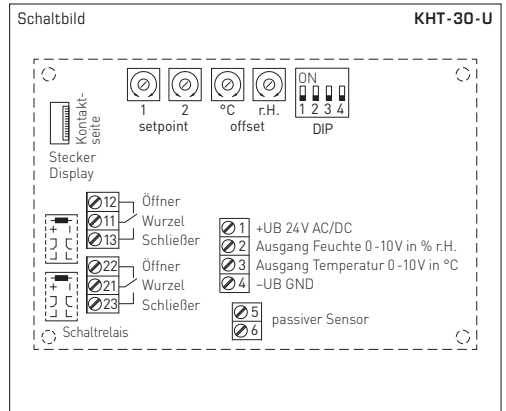 Schaltbild KHT-30-U
ON
1 2 3 4
DIP
1 2
setpoint
°C r.H.
offset
Kontakt-
seite
Stecker
Display
12 Öffner
11 Wurzel
13 Schließer
22 Öffner
21 Wurzel
23 Schließer
+ -
+ -
Schaltrelais
1 +UB 24V AC/DC
2 Ausgang Feuchte 0-10V in % r.H.
3 Ausgang Temperatur 0-10V in °C
4 –UB GND
5
6
passiver Sensor